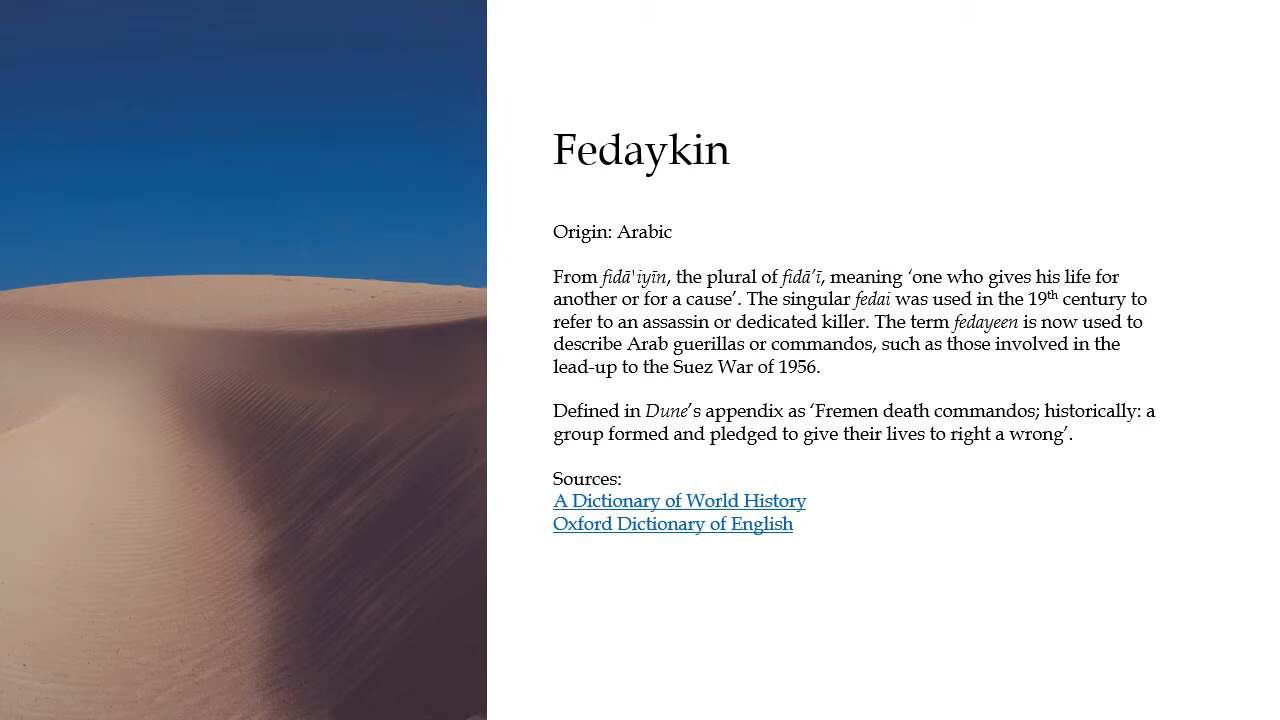 Fedaykin
Origin: Arabic
From fidā'iyīn, the plural of fidā’ī, meaning ‘one who gives his life for
another or for a cause’. The singular fedai was used in the 19th century to
refer to an assassin or dedicated killer. The term fedayeen is now used to
describe Arab guerillas or commandos, such as those involved in the
lead-up to the Suez War of 1956.
Defined in Dune’s appendix as ‘Fremen death commandos; historically: a
group formed and pledged to give their lives to right a wrong’.
Sources:
A Dictionary of World History
Oxford Dictionary of English